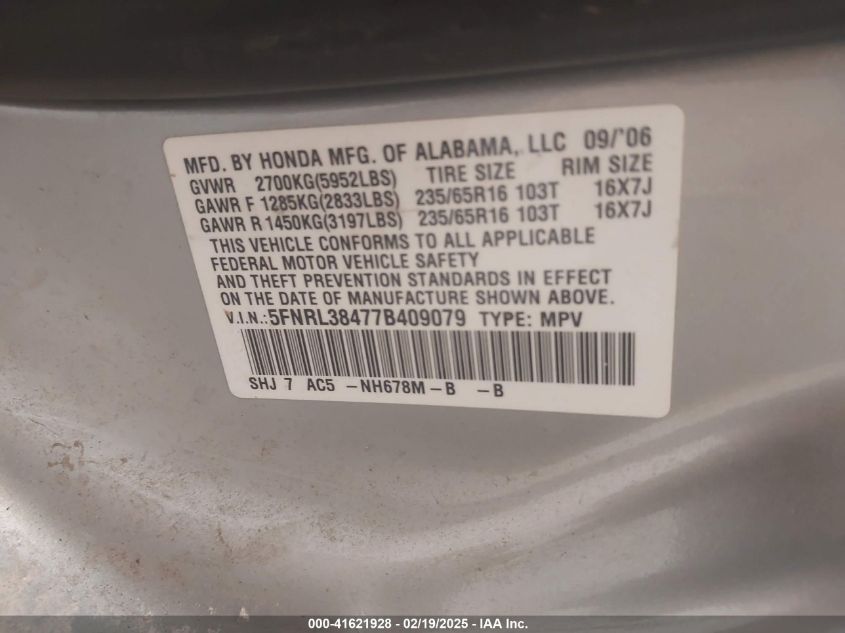 MFD. BY HONDA MFG. OF ALABAMA, LLC 09/'06
GVWR 2700KG(5952LBS) TIRE SIZE RIM SIZE
GAWR F 1285KG(2833LBS) 235/65R16 103T 16X7J
GAWR R 1450KG(3197LBS) 235/65R16 103T 16X7J
THIS VEHICLE CONFORMS TO ALL APPLICABLE
FEDERAL MOTOR VEHICLE SAFETY
AND THEFT PREVENTION STANDARDS IN EFFECT
ON THE DATE OF MANUFACTURE SHOWN ABOVE.
V.I.N.:5FNRL38477B409079 TYPE: MPV
SHJ 7 AC5 -NH678M-B -B
000-41621928 - 02/19/2025 - IAA Inc.